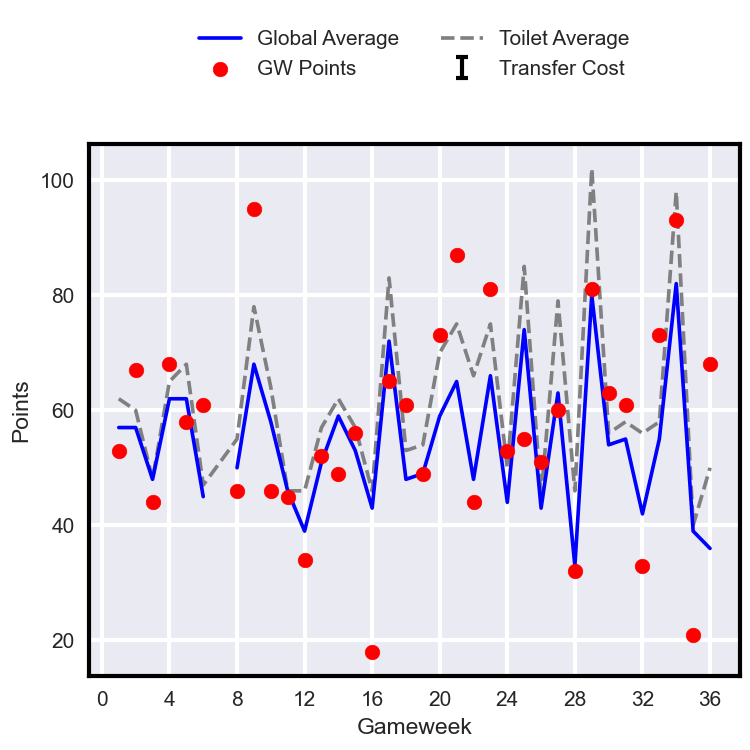 Global Average
Toilet Average
GW Points
Transfer Cost
100
80
60
40
20
Points
0 4 8 12 16 20 24 28 32 36
Gameweek